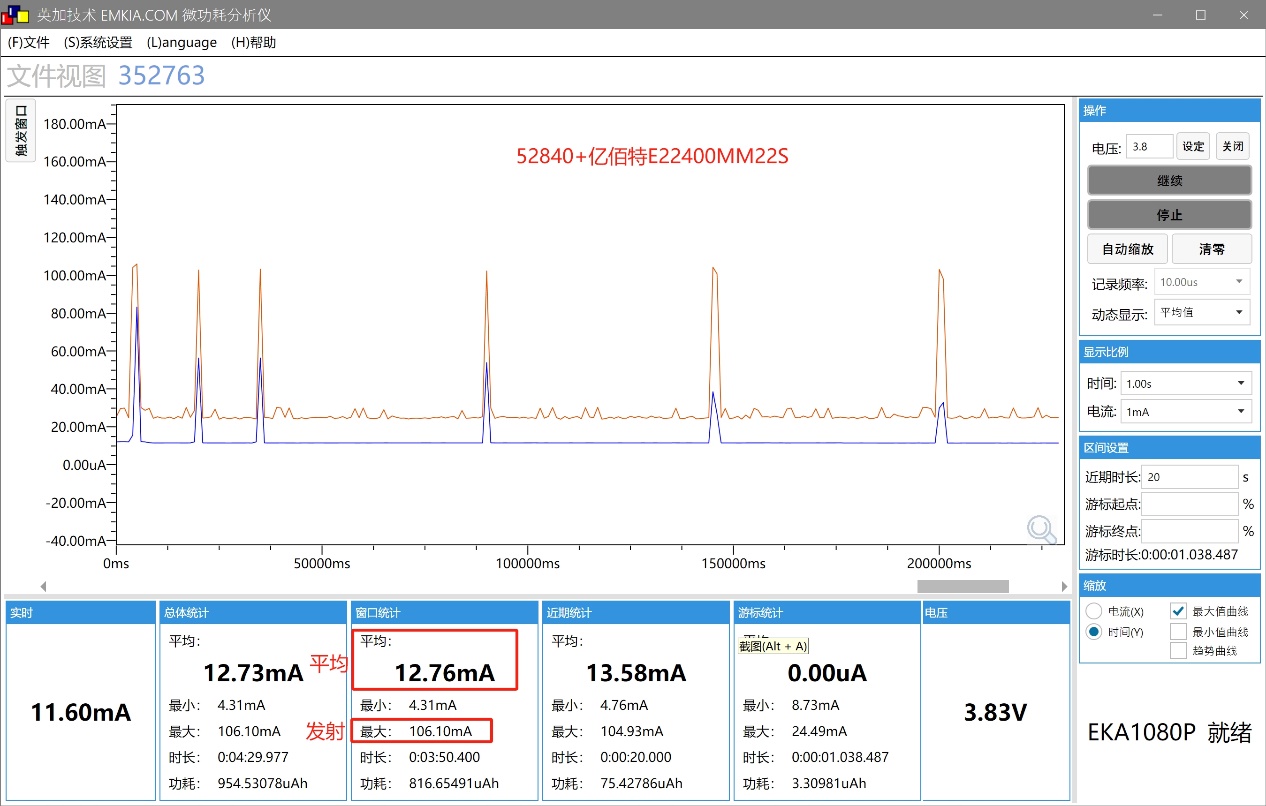 英加技术 EMKIA.COM 微功耗分析仪
(F)文件 (S)系统设置 (L)anguage (H)帮助
文件视图 352763
触发窗口
180.00mA
160.00mA
140.00mA
120.00mA
100.00mA
80.00mA
60.00mA
40.00mA
20.00mA
0.00uA
-20.00mA
-40.00mA
52840+亿佰特E22400MM22S
0ms 50000ms 100000ms 150000ms 200000ms
操作
电压: 3.8 设定 关闭
继续
停止
自动缩放 清零
记录频率: 10.00us
动态显示: 平均值
显示比例
时间: 1.00s
电流: 1mA
区间设置
近期时长: 20 s
游标起点: %
游标终点: %
游标时长:0:00:01.038.487
缩放
电流(X) 最大值曲线
时间(Y) 最小值曲线
趋势曲线
实时
11.60mA
总体统计
平均:
12.73mA
最小: 4.31mA
最大: 106.10mA
时长: 0:04:29.977
功耗: 954.53078uAh
平均
发射
窗口统计
平均:
12.76mA
最小: 4.31mA
最大: 106.10mA
时长: 0:03:50.400
功耗: 816.65491uAh
近期统计
平均:
13.58mA
最小: 4.76mA
最大: 104.93mA
时长: 0:00:20.000
功耗: 75.42786uAh
游标统计
截图(Alt + A)
0.00uA
最小: 8.73mA
最大: 24.49mA
时长: 0:00:01.038.487
功耗: 3.30981uAh
电压
3.83V
EKA1080P 就绪